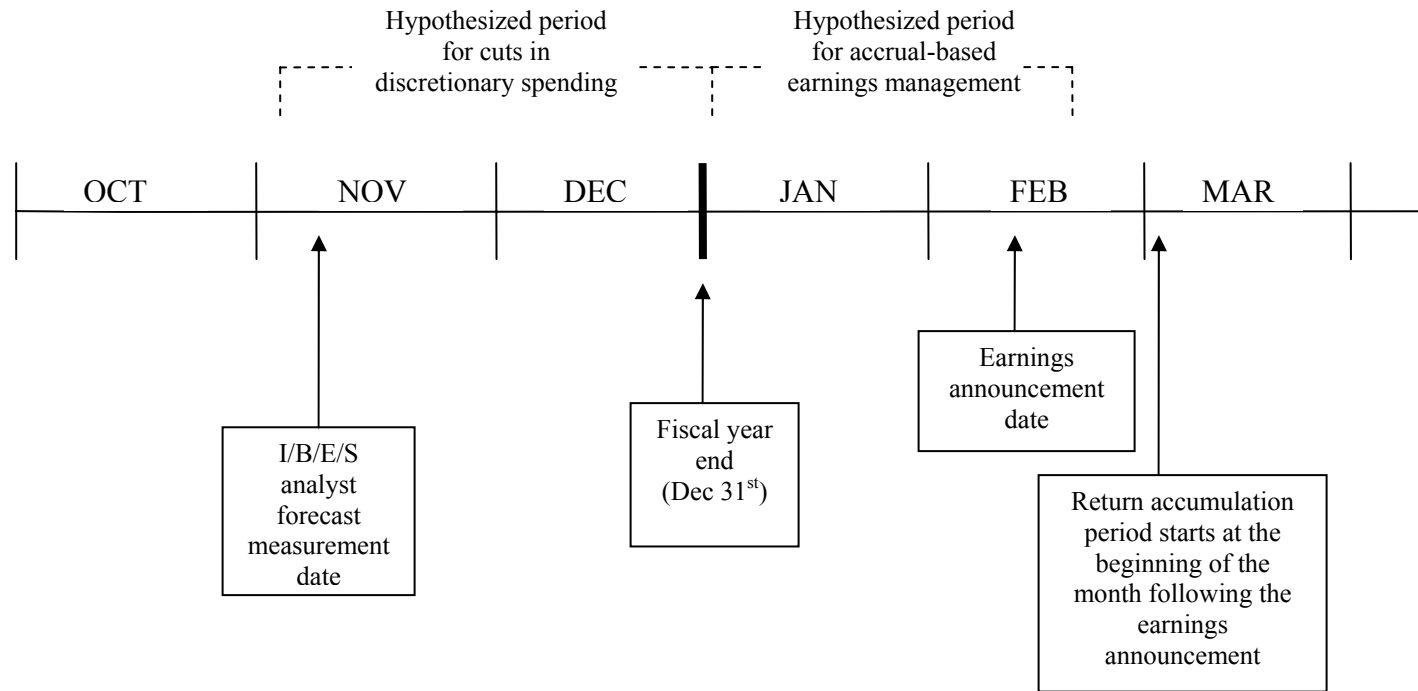 Hypothesized period
for cuts in
discretionary spending
Hypothesized period
for accrual-based
earnings management
OCT
NOV
DEC
JAN
FEB
MAR
I/B/E/S
analyst
forecast
measurement
date
Fiscal year
end
(Dec 31st)
Earnings
announcement
date
Return accumulation
period starts at the
beginning of the
month following the
earnings
announcement